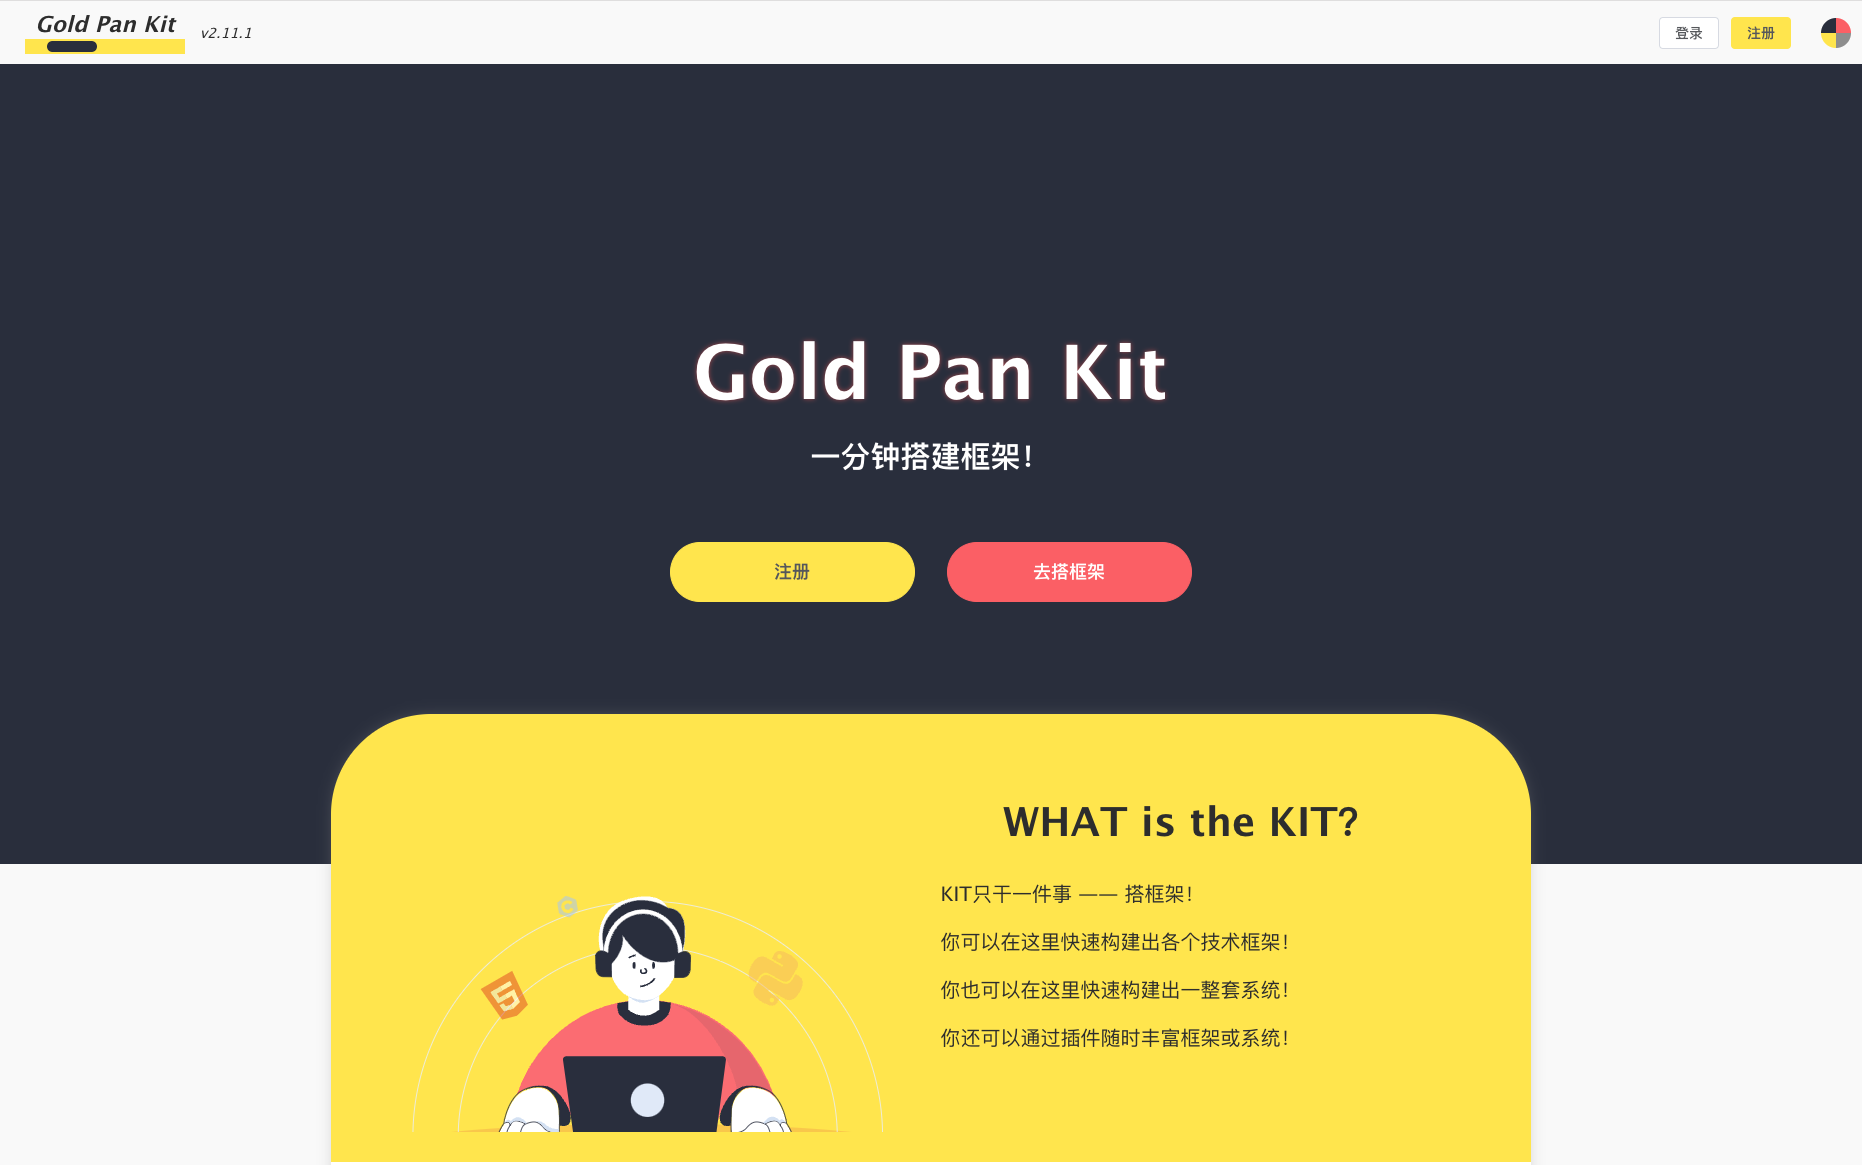 Gold Pan Kit
v2.11.1
登录
注册
Gold Pan Kit
一分钟搭建框架！
注册
去搭框架
WHAT is the KIT?
KIT只干一件事 —— 搭框架！
你可以在这里快速构建出各个技术框架！
你也可以在这里快速构建出一整套系统！
你还可以通过插件随时丰富框架或系统！